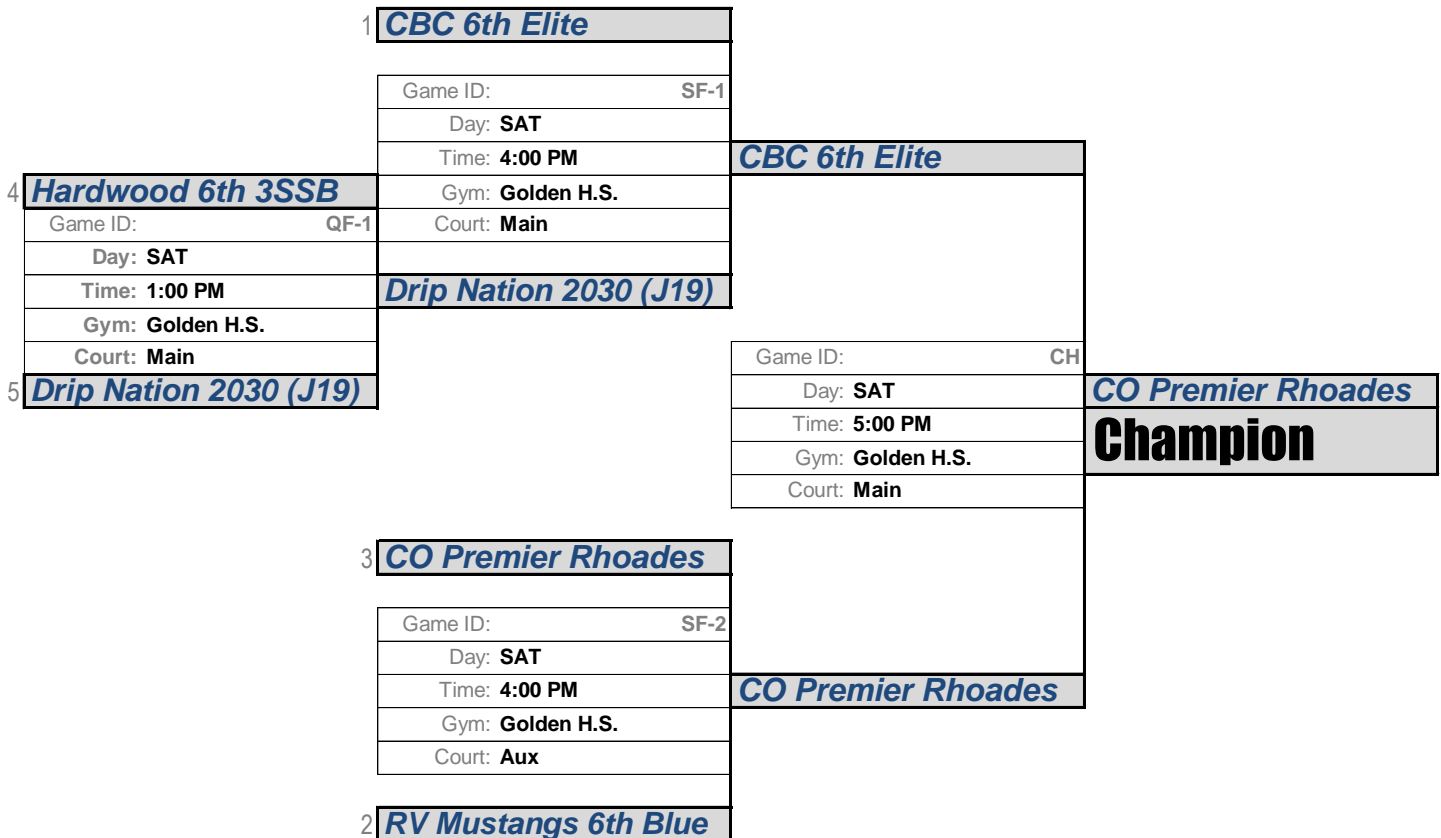 1 CBC 6th Elite
Game ID: SF-1
Day: SAT
Time: 4:00 PM
Gym: Golden H.S.
Court: Main
CBC 6th Elite
4 Hardwood 6th 3SSB
Game ID: QF-1
Day: SAT
Time: 1:00 PM
Gym: Golden H.S.
Court: Main
5 Drip Nation 2030 (J19)
Drip Nation 2030 (J19)
Game ID: CH
Day: SAT
Time: 5:00 PM
Gym: Golden H.S.
Court: Main
CO Premier Rhoades
Champion
3 CO Premier Rhoades
Game ID: SF-2
Day: SAT
Time: 4:00 PM
Gym: Golden H.S.
Court: Aux
CO Premier Rhoades
2 RV Mustangs 6th Blue